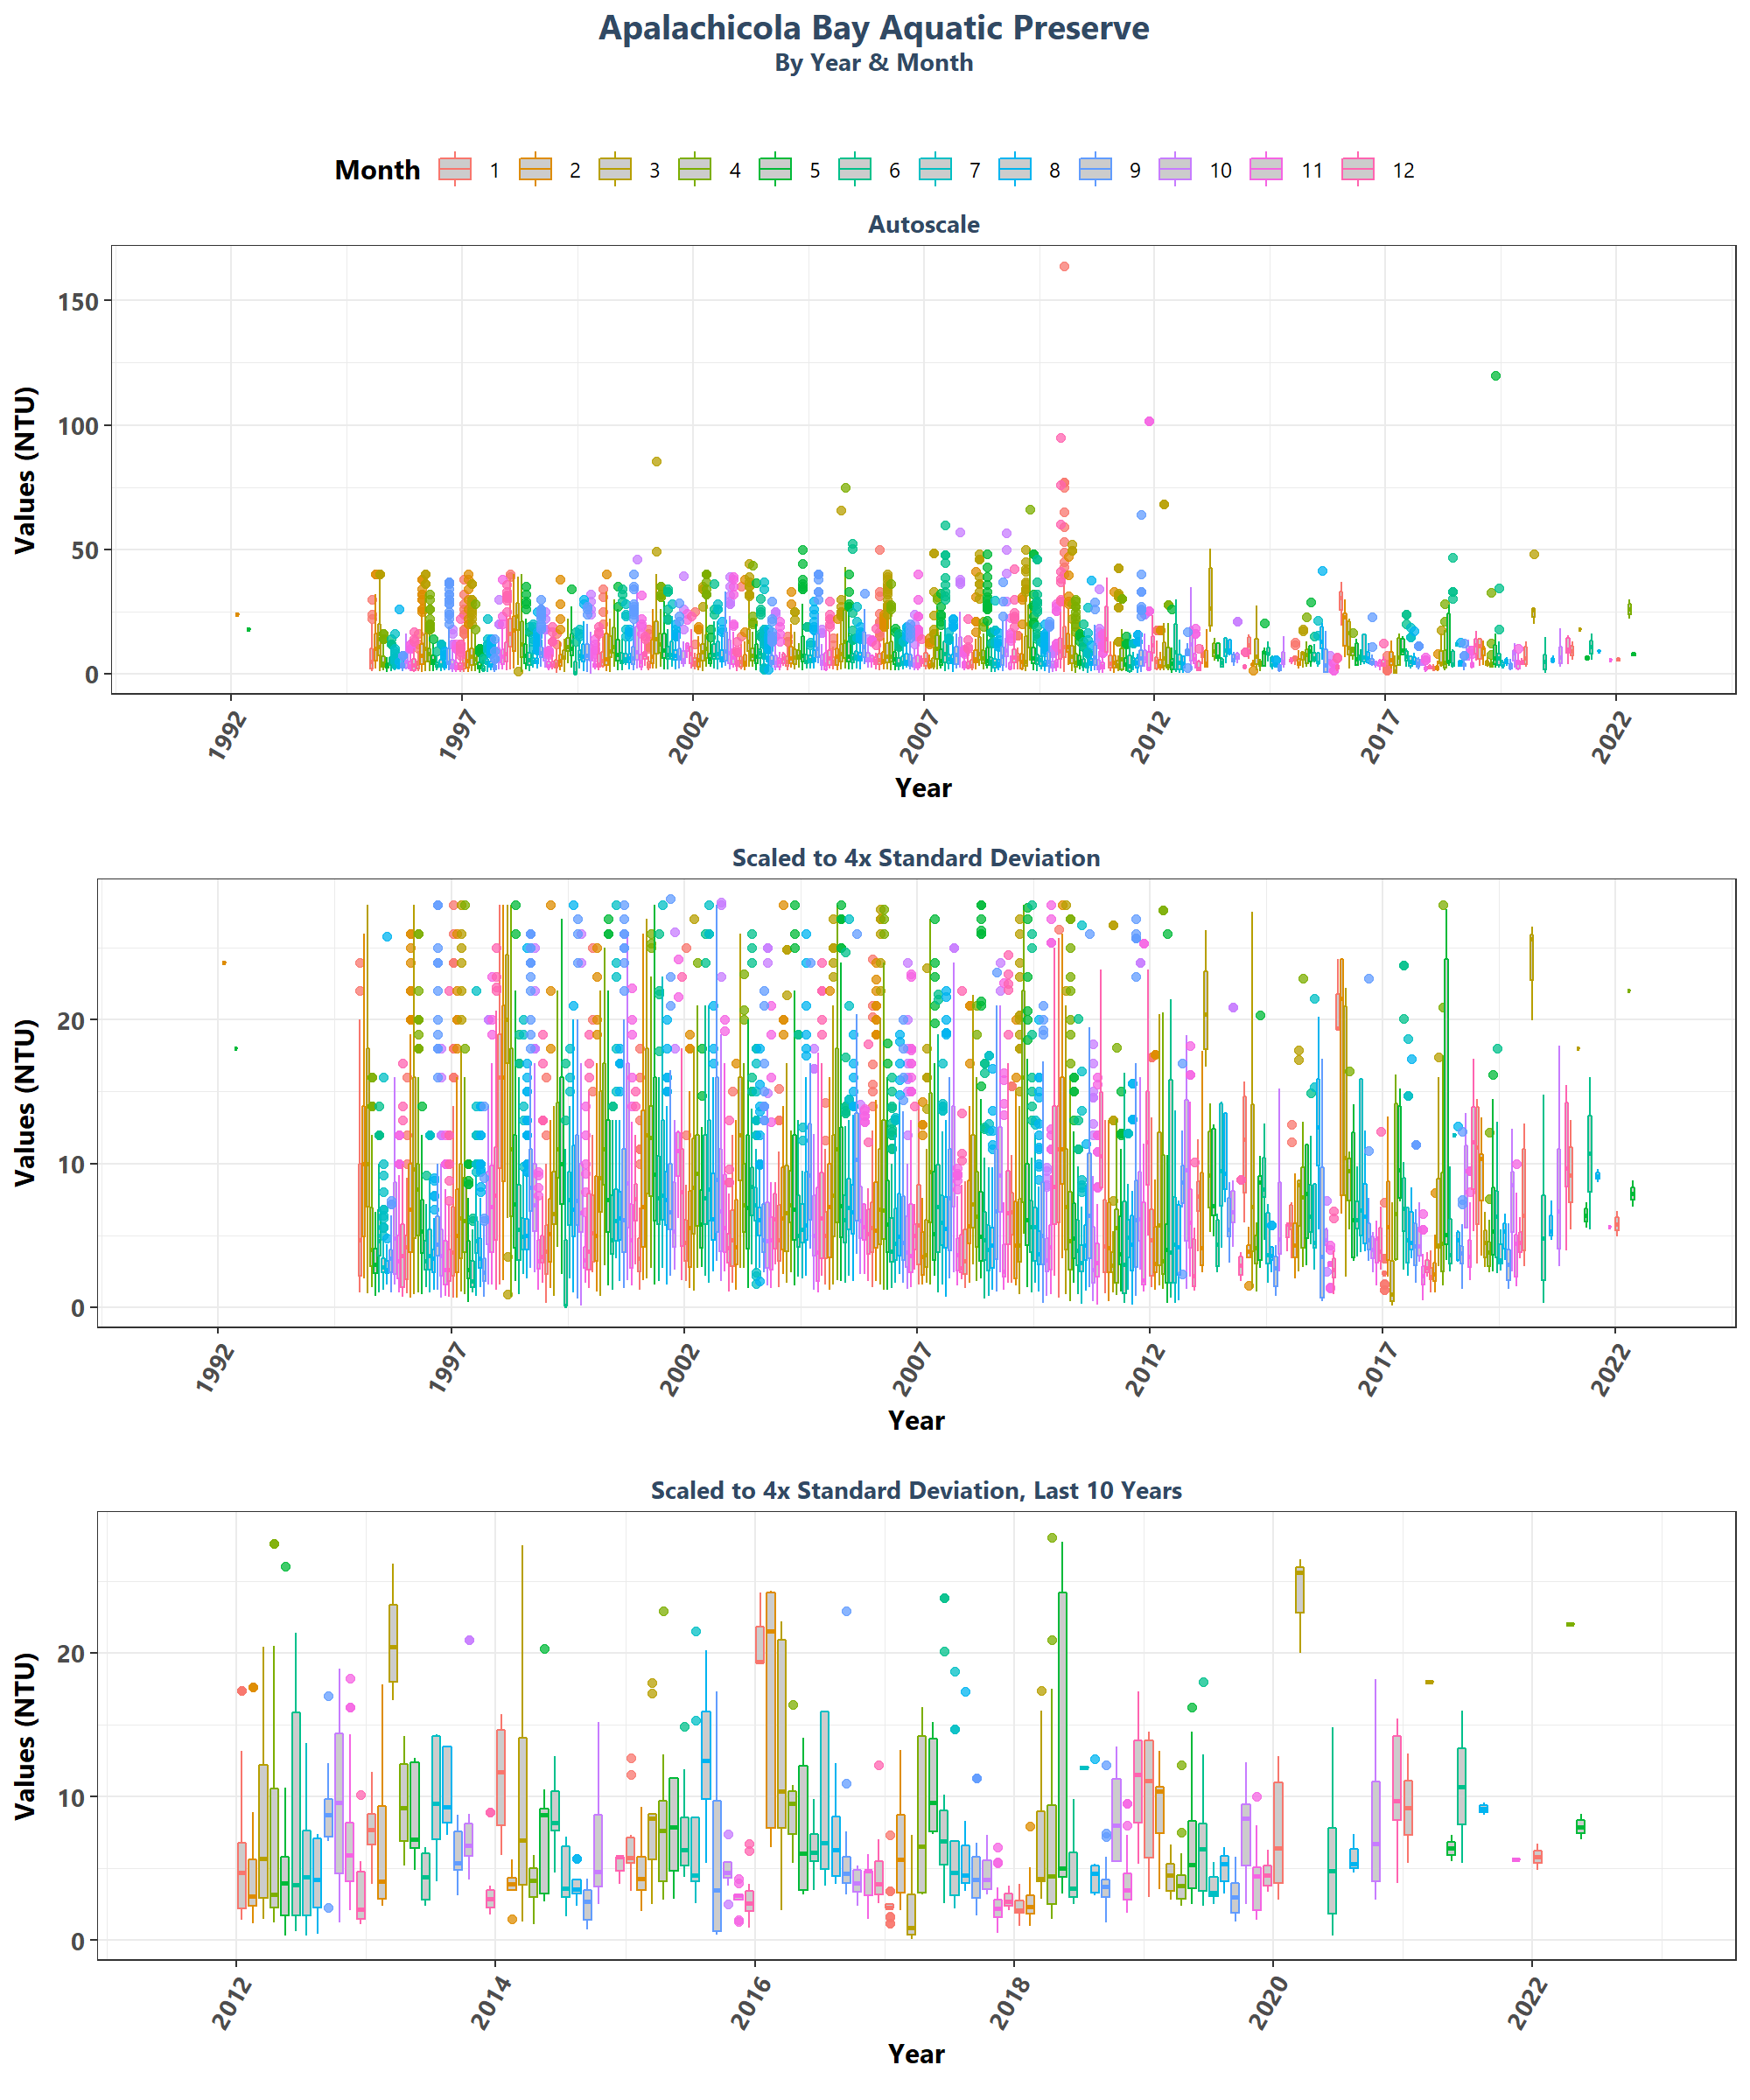 Apalachicola Bay Aquatic Preserve
By Year & Month
Month 1 2 3 4 5 6 7 8 9 10 11 12
Autoscale
Values (NTU)
150
100
50
0
1992 1997 2002 2007 2012 2017 2022
Year
Scaled to 4x Standard Deviation
Values (NTU)
20
10
0
1992 1997 2002 2007 2012 2017 2022
Year
Scaled to 4x Standard Deviation, Last 10 Years
Values (NTU)
20
10
0
2012 2014 2016 2018 2020 2022
Year